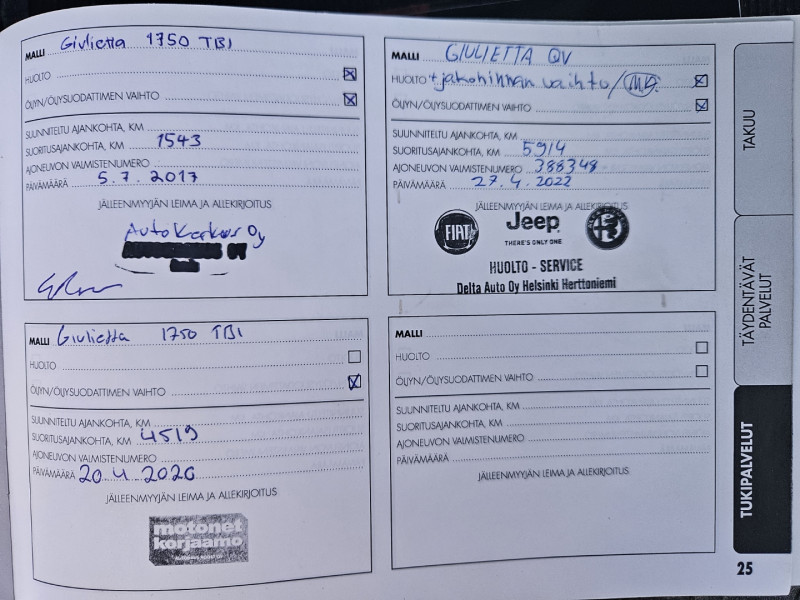 MALLI Giulietta 1750 TBI
HUOLTO
ÖLJYN/ÖLJYSUODATTIMEN VAIHTO
SUUNNITELTU AJANKOHTA, KM
SUORITUSAJANKOHTA, KM 1543
AJONEUVON VALMISTENUMERO
PÄIVÄMÄÄRÄ 5.7.2017
JÄLLEENMYYJÄN LEIMA JA ALLEKIRJOITUS
MALLI GIULIETTA QV
HUOLTO + jakohihnan vaihto/
ÖLJYN/ÖLJYSUODATTIMEN VAIHTO
SUUNNITELTU AJANKOHTA, KM
SUORITUSAJANKOHTA, KM 5914
AJONEUVON VALMISTENUMERO 388348
PÄIVÄMÄÄRÄ 27.4.2022
JÄLLEENMYYJÄN LEIMA JA ALLEKIRJOITUS
FIAT Jeep
THERE'S ONLY ONE
HUOLTO - SERVICE
Delta Auto Oy Helsinki Herttoniemi
MALLI Giulietta 1750 TBI
HUOLTO
ÖLJYN/ÖLJYSUODATTIMEN VAIHTO
SUUNNITELTU AJANKOHTA, KM
SUORITUSAJANKOHTA, KM 4519
AJONEUVON VALMISTENUMERO
PÄIVÄMÄÄRÄ 20.4.2020
JÄLLEENMYYJÄN LEIMA JA ALLEKIRJOITUS
motonet
korjaamo
MALLI
HUOLTO
ÖLJYN/ÖLJYSUODATTIMEN VAIHTO
SUUNNITELTU AJANKOHTA, KM
SUORITUSAJANKOHTA, KM
AJONEUVON VALMISTENUMERO
PÄIVÄMÄÄRÄ
JÄLLEENMYYJÄN LEIMA JA ALLEKIRJOITUS
TAKUU
TÄYDENTÄVÄT
PALVELUT
TUKIPALVELUT
25